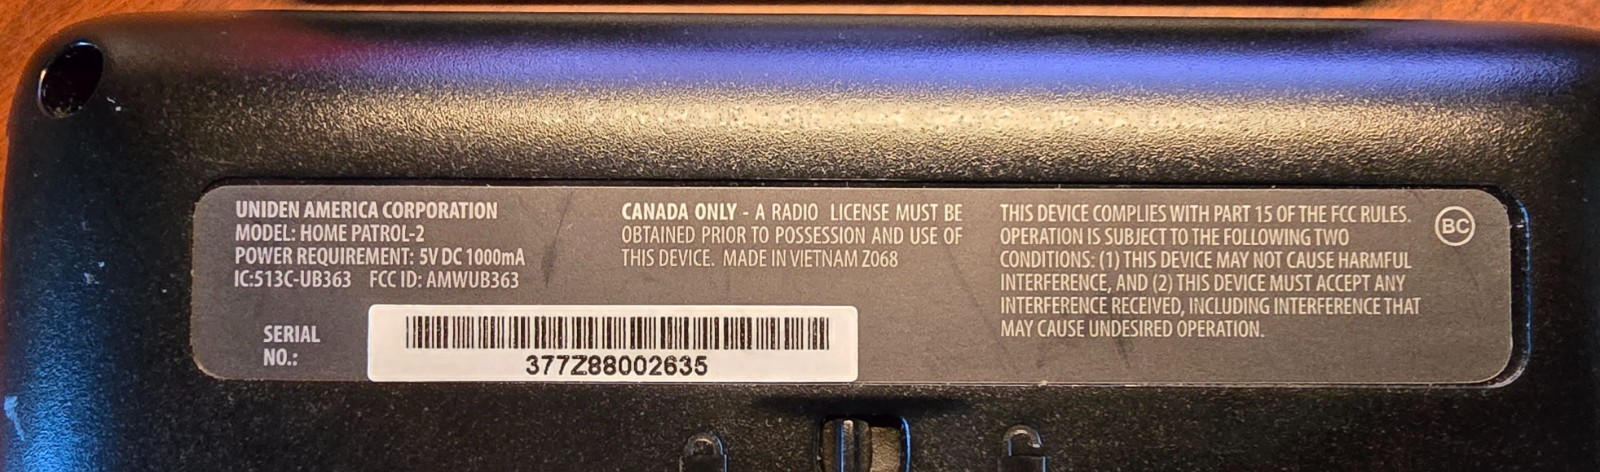 UNIDEN AMERICA CORPORATION
MODEL: HOME PATROL-2
POWER REQUIREMENT: 5V DC 1000mA
IC:513C-UB363 FCC ID: AMWUB363
SERIAL
NO.:
377Z88002635
CANADA ONLY - A RADIO LICENSE MUST BE
OBTAINED PRIOR TO POSSESSION AND USE OF
THIS DEVICE. MADE IN VIETNAM Z068
THIS DEVICE COMPLIES WITH PART 15 OF THE FCC RULES.
OPERATION IS SUBJECT TO THE FOLLOWING TWO
CONDITIONS: (1) THIS DEVICE MAY NOT CAUSE HARMFUL
INTERFERENCE, AND (2) THIS DEVICE MUST ACCEPT ANY
INTERFERENCE RECEIVED, INCLUDING INTERFERENCE THAT
MAY CAUSE UNDESIRED OPERATION.
BC